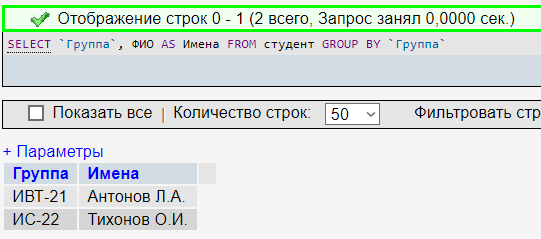 Отображение строк 0 - 1 (2 всего, Запрос занял 0,0000 сек.)
SELECT `Группа`, ФИО AS Имена FROM студент GROUP BY `Группа`
Показать все | Количество строк: 50 Фильтровать
+ Параметры
Группа Имена
ИВТ-21 Антонов Л.А.
ИС-22 Тихонов О.И.